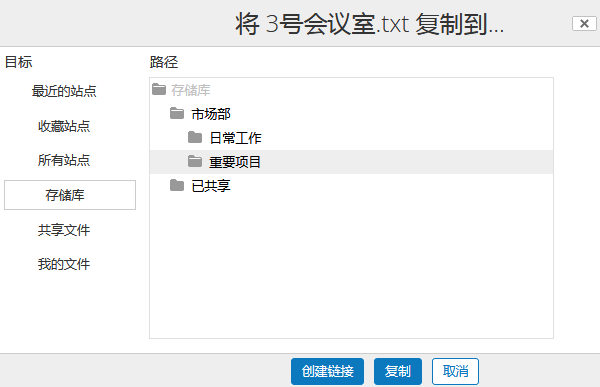 将 3号会议室.txt 复制到...
目标
最近的站点
收藏站点
所有站点
存储库
共享文件
我的文件
路径
存储库
市场部
日常工作
重要项目
已共享
创建链接
复制
取消